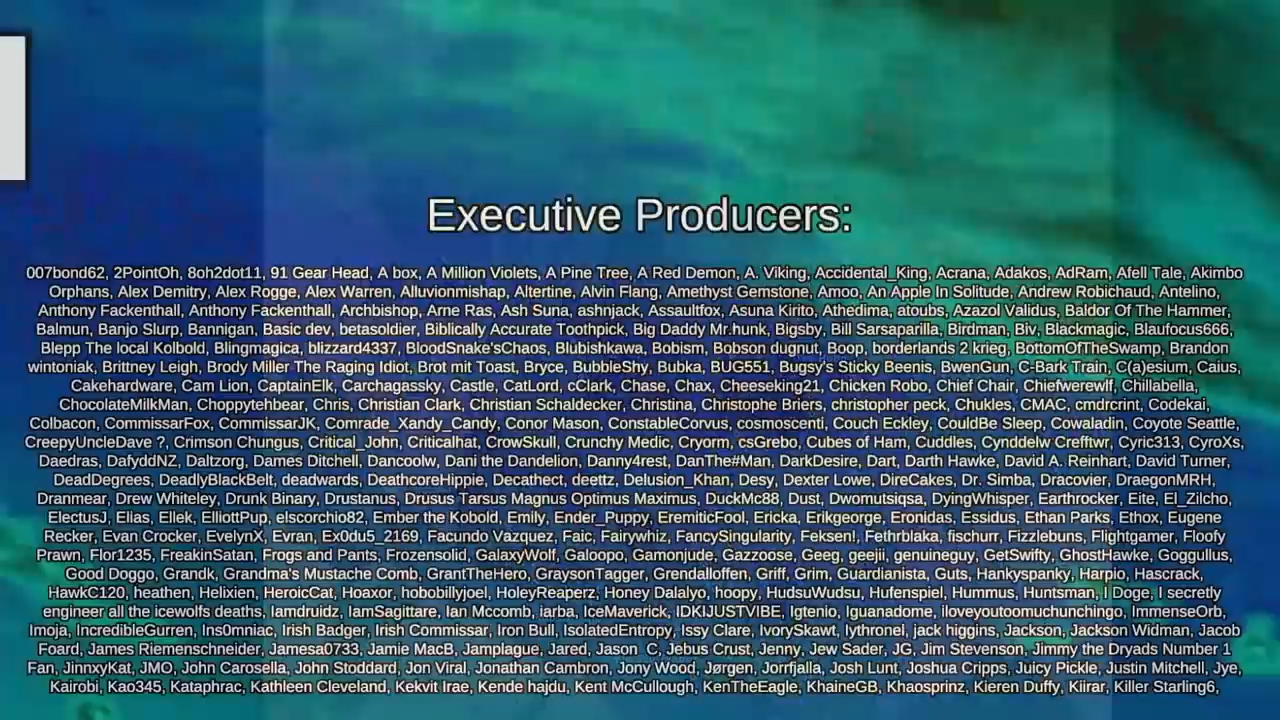 Executive Producers:
007bond62, 2PointOh, 8oh2dot11, 91 Gear Head, A box, A Million Violets, A Pine Tree, A Red Demon, A. Viking, Accidental_King, Acrana, Adakos, AdRam, Afell Tale, Akimbo
Orphans, Alex Demitry, Alex Rogge, Alex Warren, Alluvionmishap, Altertine, Alvin Flang, Amethyst Gemstone, Amoo, An Apple In Solitude, Andrew Robichaud, Antelino,
Anthony Fackenthall, Anthony Fackenthall, Archbishop, Arne Ras, Ash Suna, ashnjack, Assaultfox, Asuna Kirito, Athedima, atoubs, Azazol Validus, Baldor Of The Hammer,
Balmun, Banjo Slurp, Bannigan, Basic dev, betasoldier, Biblically Accurate Toothpick, Big Daddy Mr.hunk, Bigsby, Bill Sarsaparilla, Birdman, Biv, Blackmagic, Blaufocus666,
Blepp The local Kolbold, Blingmagica, blizzard4337, BloodSnake'sChaos, Blubishkawa, Bobism, Bobson dugnut, Boop, borderlands 2 krieg, BottomOfTheSwamp, Brandon
wintoniak, Brittney Leigh, Brody Miller The Raging Idiot, Brot mit Toast, Bryce, BubbleShy, Bubka, BUG551, Bugsy's Sticky Beenis, BwenGun, C-Bark Train, C(a)esium, Caius,
Cakehardware, Cam Lion, CaptainElk, Carchagassky, Castle, CatLord, cClark, Chase, Chax, Cheeseking21, Chicken Robo, Chief Chair, Chiefwerewlf, Chillabella,
ChocolateMilkMan, Choppytehbear, Chris, Christian Clark, Christian Schaldecker, Christina, Christophe Briers, christopher peck, Chukles, CMAC, cmdrcrint, Codekai,
Colbacon, CommissarFox, CommissarJK, Comrade_Xandy_Candy, Conor Mason, ConstableCorvus, cosmoscenti, Couch Eckley, CouldBe Sleep, Cowaladin, Coyote Seattle,
CreepyUncleDave ?, Crimson Chungus, Critical_John, Criticalhat, CrowSkull, Crunchy Medic, Cryorm, csGrebo, Cubes of Ham, Cuddles, Cynddelw Crefftwr, Cyric313, CyroXs,
Daedras, DafyddNZ, Daltzorg, Dames Ditchell, Dancoolw, Dani the Dandelion, Danny4rest, DanThe#Man, DarkDesire, Dart, Darth Hawke, David A. Reinhart, David Turner,
DeadDegrees, DeadlyBlackBelt, deadwards, DeathcoreHippie, Decathect, deettz, Delusion_Khan, Desy, Dexter Lowe, DireCakes, Dr. Simba, Dracovier, DraegonMRH,
Dranmear, Drew Whiteley, Drunk Binary, Drustanus, Drusus Tarsus Magnus Optimus Maximus, DuckMc88, Dust, Dwomutsiqsa, DyingWhisper, Earthrocker, Eite, El_Zilcho,
ElectusJ, Elias, Ellek, ElliottPup, elscorchio82, Ember the Kobold, Emily, Ender_Puppy, EremiticFool, Ericka, Erikgeorge, Eronidas, Essidus, Ethan Parks, Ethox, Eugene
Recker, Evan Crocker, EvelynX, Evran, Ex0du5_2169, Facundo Vazquez, Faic, Fairywhiz, FancySingularity, Feksen!, Fethrblaka, fischurr, Fizzlebuns, Flightgamer, Floofy
Prawn, Flor1235, FreakinSatan, Frogs and Pants, Frozensolid, GalaxyWolf, Galoopo, Gamonjude, Gazzoose, Geeg, geejii, genuineguy, GetSwifty, GhostHawke, Goggullus,
Good Doggo, Grandk, Grandma's Mustache Comb, GrantTheHero, GraysonTagger, Grendalloffen, Griff, Grim, Guardianista, Guts, Hankyspanky, Harpio, Hascrack,
HawkC120, heathen, Helixien, HeroicCat, Hoaxor, hobobillyjoel, HoleyReaperz, Honey Dalalyo, hoopy, HudsuWudsu, Hufenspiel, Hummus, Huntsman, I Doge, I secretly
engineer all the icewolfs deaths, Iamdruidz, IamSagittare, Ian Mccomb, iarba, IceMaverick, IDKIJUSTVIBE, Igtenio, Iguanadome, iloveyoutoomuchunchingo, ImmenseOrb,
Imoja, IncredibleGurren, Ins0mniac, Irish Badger, Irish Commissar, Iron Bull, IsolatedEntropy, Issy Clare, IvorySkawt, Iythronel, jack higgins, Jackson, Jackson Widman, Jacob
Foard, James Riemenschneider, Jamesa0733, Jamie MacB, Jamplague, Jared, Jason_C, Jebus Crust, Jenny, Jew Sader, JG, Jim Stevenson, Jimmy the Dryads Number 1
Fan, JinnxyKat, JMO, John Carosella, John Stoddard, Jon Viral, Jonathan Cambron, Jory Wood, Jørgen, Jorrfjalla, Josh Lunt, Joshua Cripps, Juicy Pickle, Justin Mitchell, Jye,
Kairobi, Kao345, Kataphrac, Kathleen Cleveland, Kekvit Irae, Kende hajdu, Kent McCullough, KenTheEagle, KhaineGB, Khaosprinz, Kieren Duffy, Kiirar, Killer Starling6,